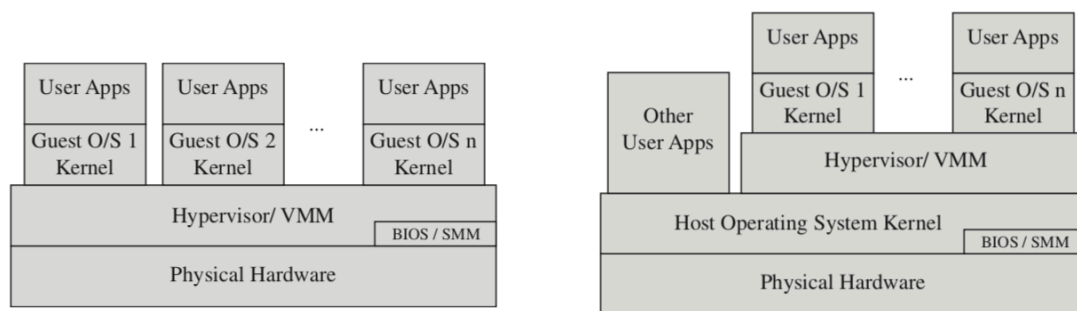 User Apps
User Apps
User Apps
Guest O/S 1
Kernel
Guest O/S 2
Kernel
...
Guest O/S n
Kernel
Hypervisor/ VMM
BIOS / SMM
Physical Hardware
User Apps
User Apps
...
Other
User Apps
Guest O/S 1
Kernel
Guest O/S n
Kernel
Hypervisor/ VMM
Host Operating System Kernel
BIOS / SMM
Physical Hardware